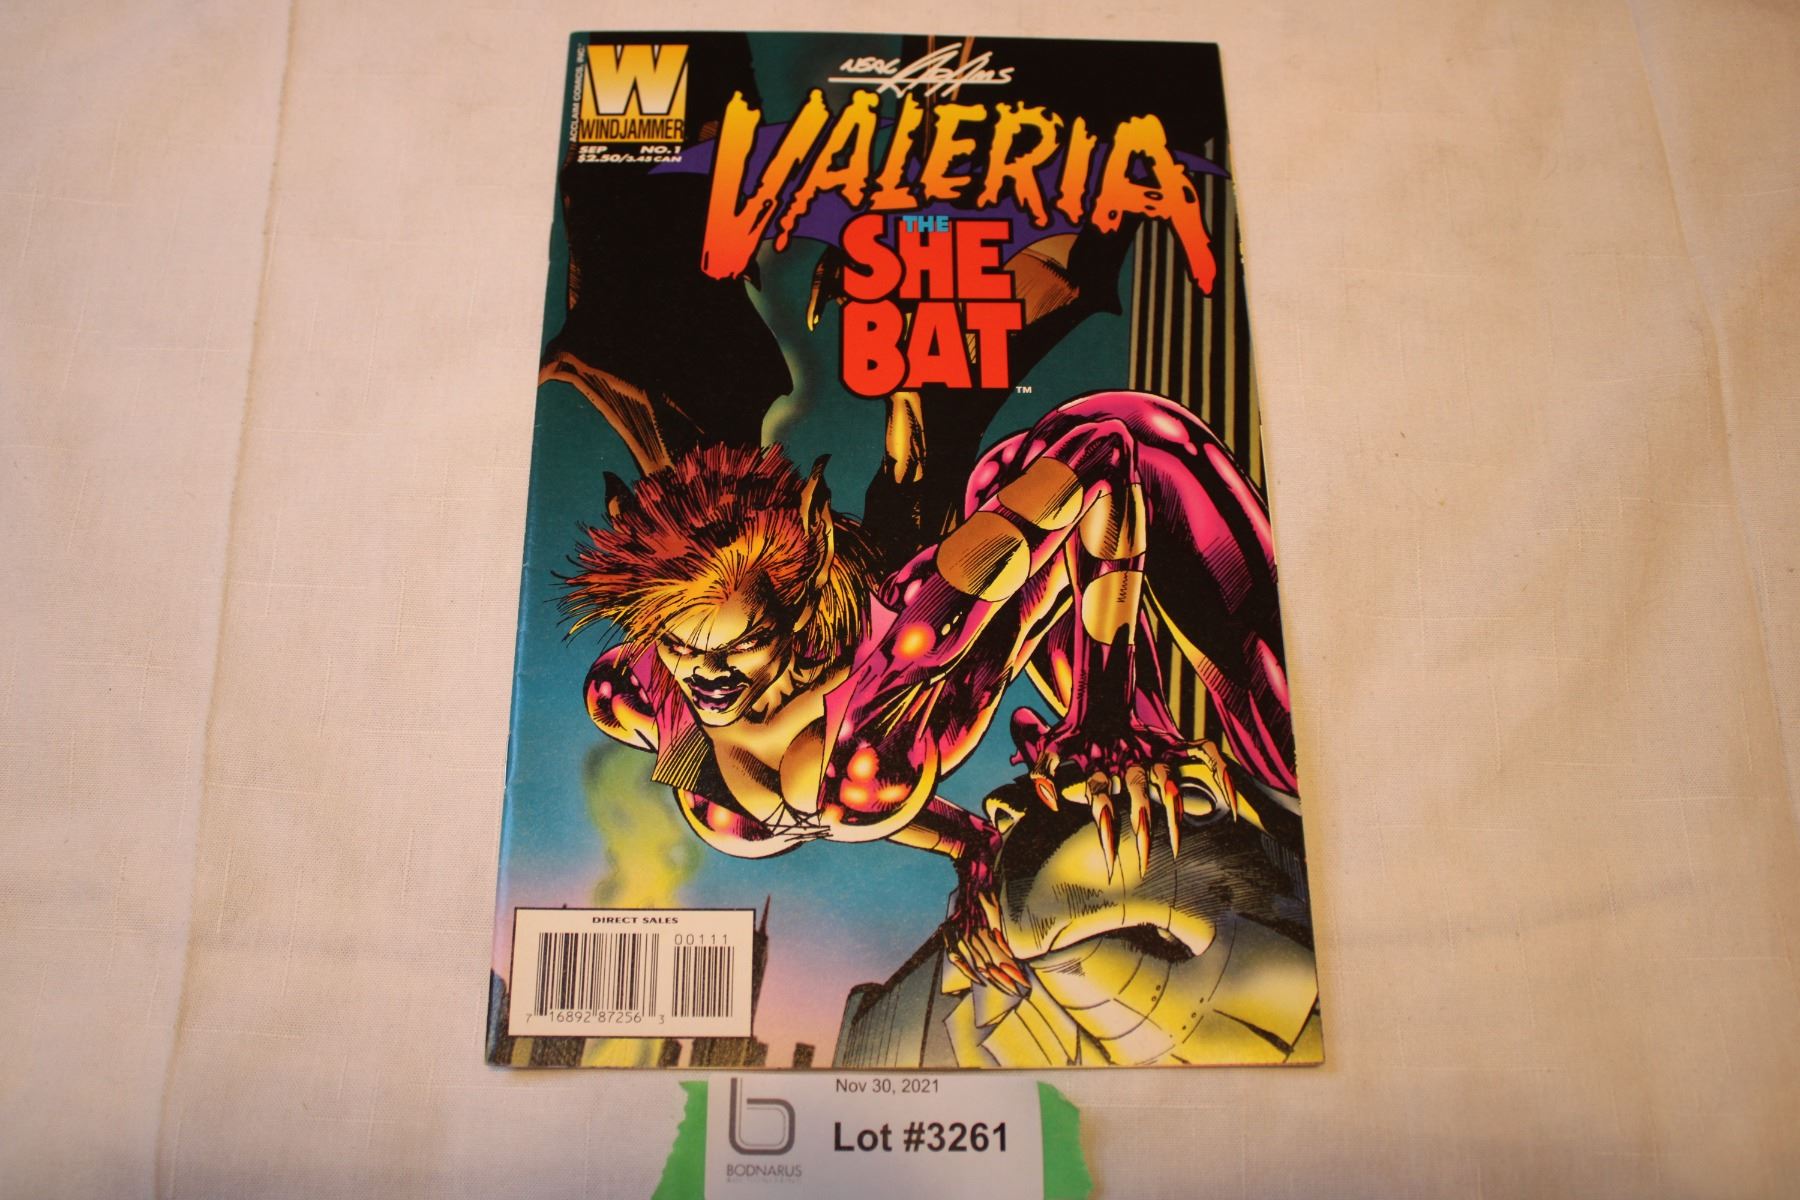 ACCLAIM COMICS, INC.
W
WINDJAMMER
SEP NO. 1
$2.50/3.45 CAN
NEAL ADAMS
VALERIA
THE
SHE
BAT
TM
DIRECT SALES
00111
7 16892 87256 3
Nov 30, 2021
Lot #3261
BODNARUS